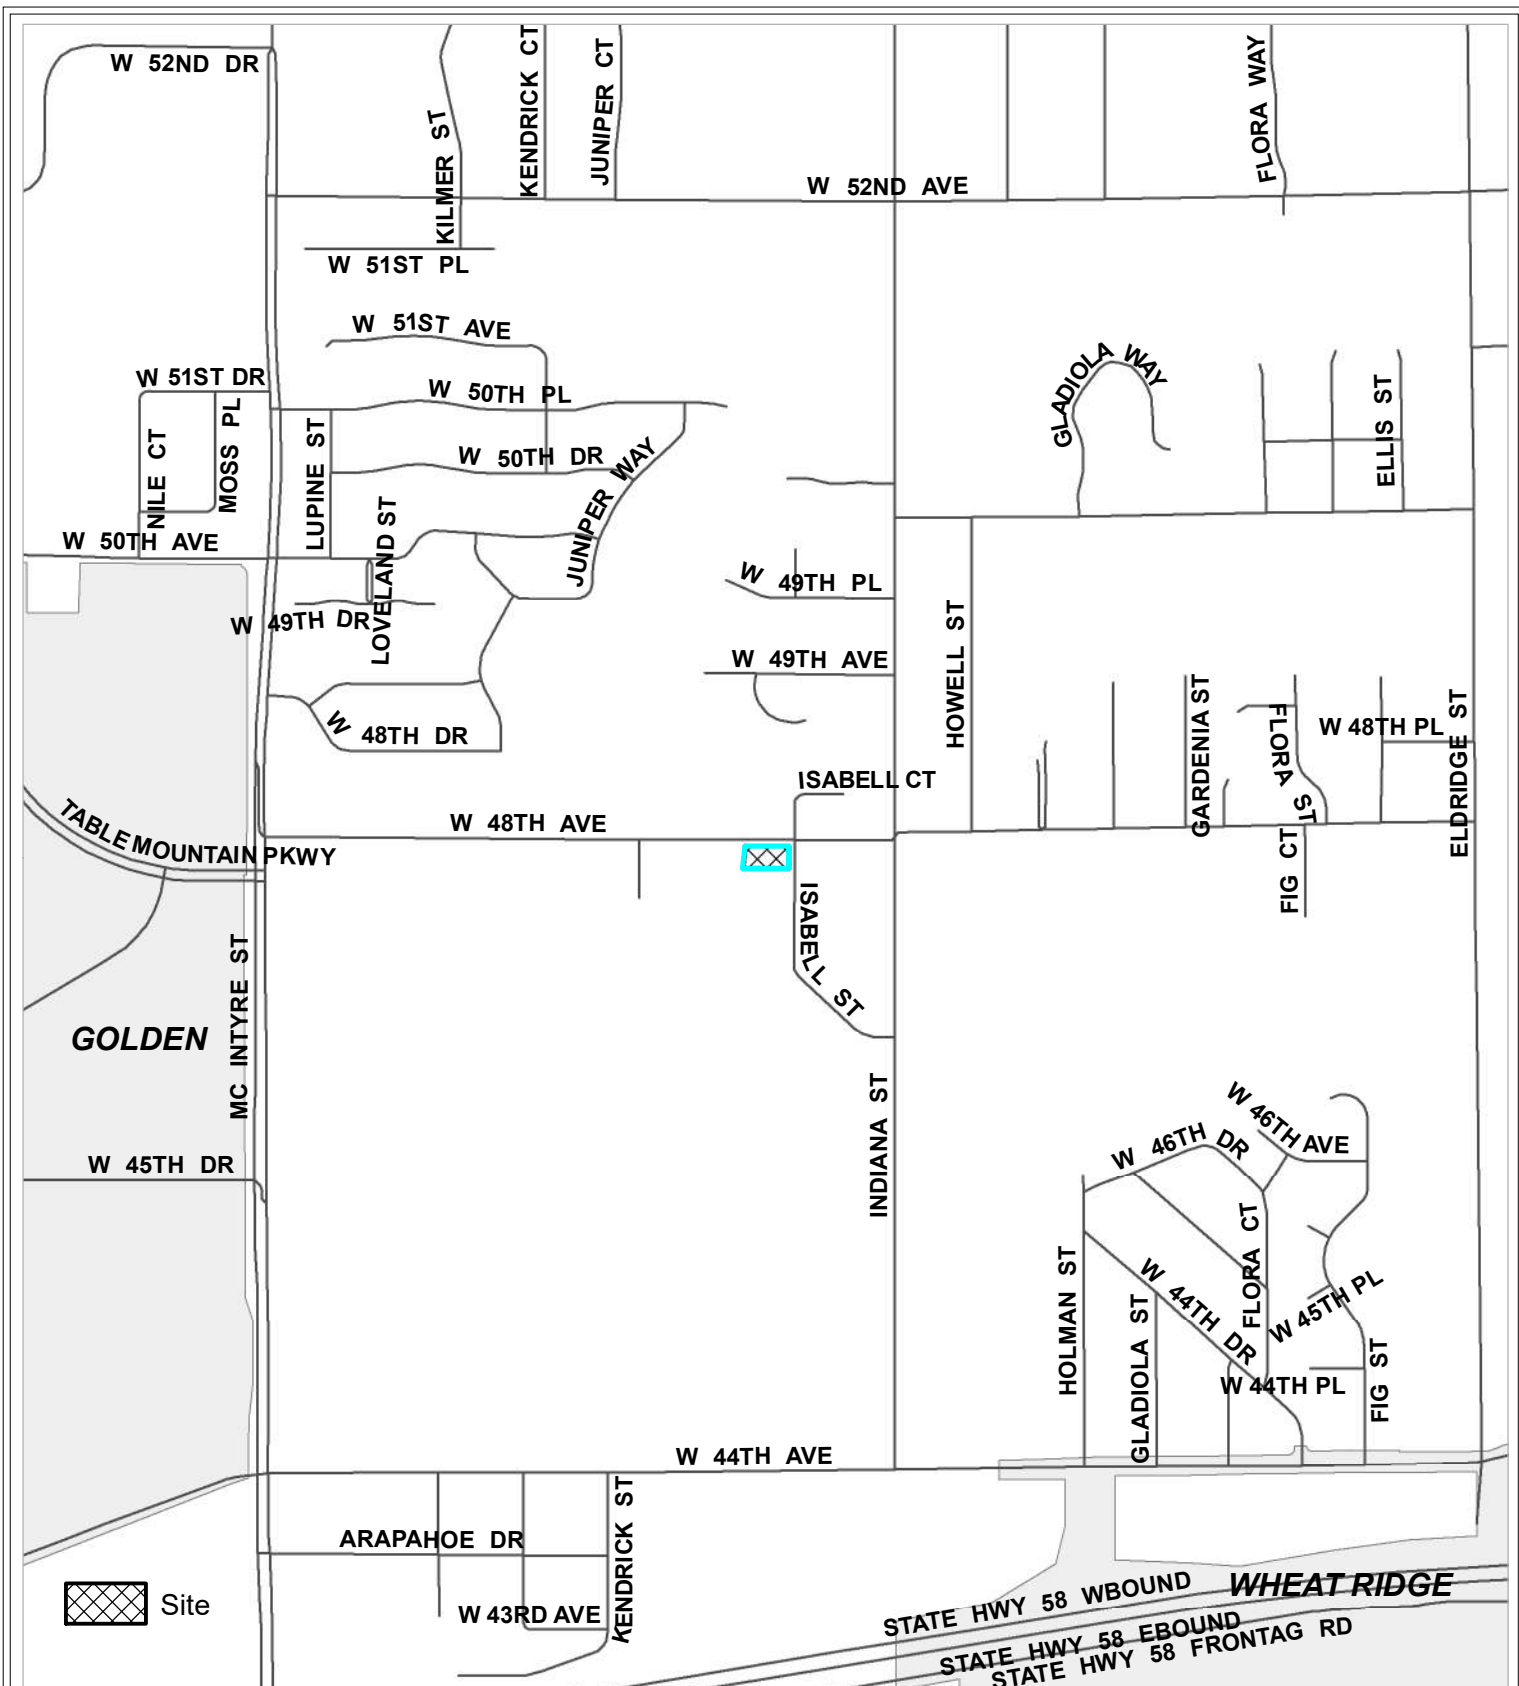 W 52ND DR
KILMER ST
KENDRICK CT
JUNIPER CT
FLORA WAY
W 52ND AVE
W 51ST PL
W 51ST AVE
W 51ST DR
W 50TH PL
GLADIOLA WAY
NILE CT
MOSS PL
LUPINE ST
W 50TH DR
JUNIPER WAY
ELLIS ST
W 50TH AVE
LOVELAND ST
W 49TH PL
W 49TH DR
W 49TH AVE
HOWELL ST
W 48TH DR
GARDENIA ST
FLORA ST
W 48TH PL
ELDRIDGE ST
ISABELL CT
TABLE MOUNTAIN PKWY
W 48TH AVE
FIG CT
ISABELL ST
MC INTYRE ST
GOLDEN
INDIANA ST
W 45TH DR
W 46TH DR
W 46TH AVE
FLORA CT
HOLMAN ST
GLADIOLA ST
W 44TH DR
W 45TH PL
W 44TH PL
FIG ST
W 44TH AVE
ARAPAHOE DR
KENDRICK ST
W 43RD AVE
Site
STATE HWY 58 WBOUND
WHEAT RIDGE
STATE HWY 58 EBOUND
STATE HWY 58 FRONTAG RD